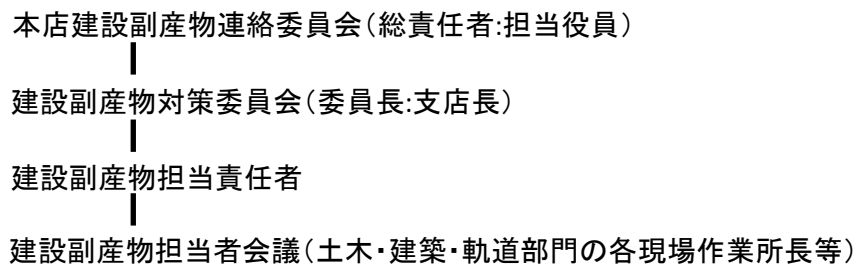 本店建設副産物連絡委員会(総責任者:担当役員)
建設副産物対策委員会(委員長:支店長)
建設副産物担当責任者
建設副産物担当者会議(土木・建築・軌道部門の各現場作業所長等)